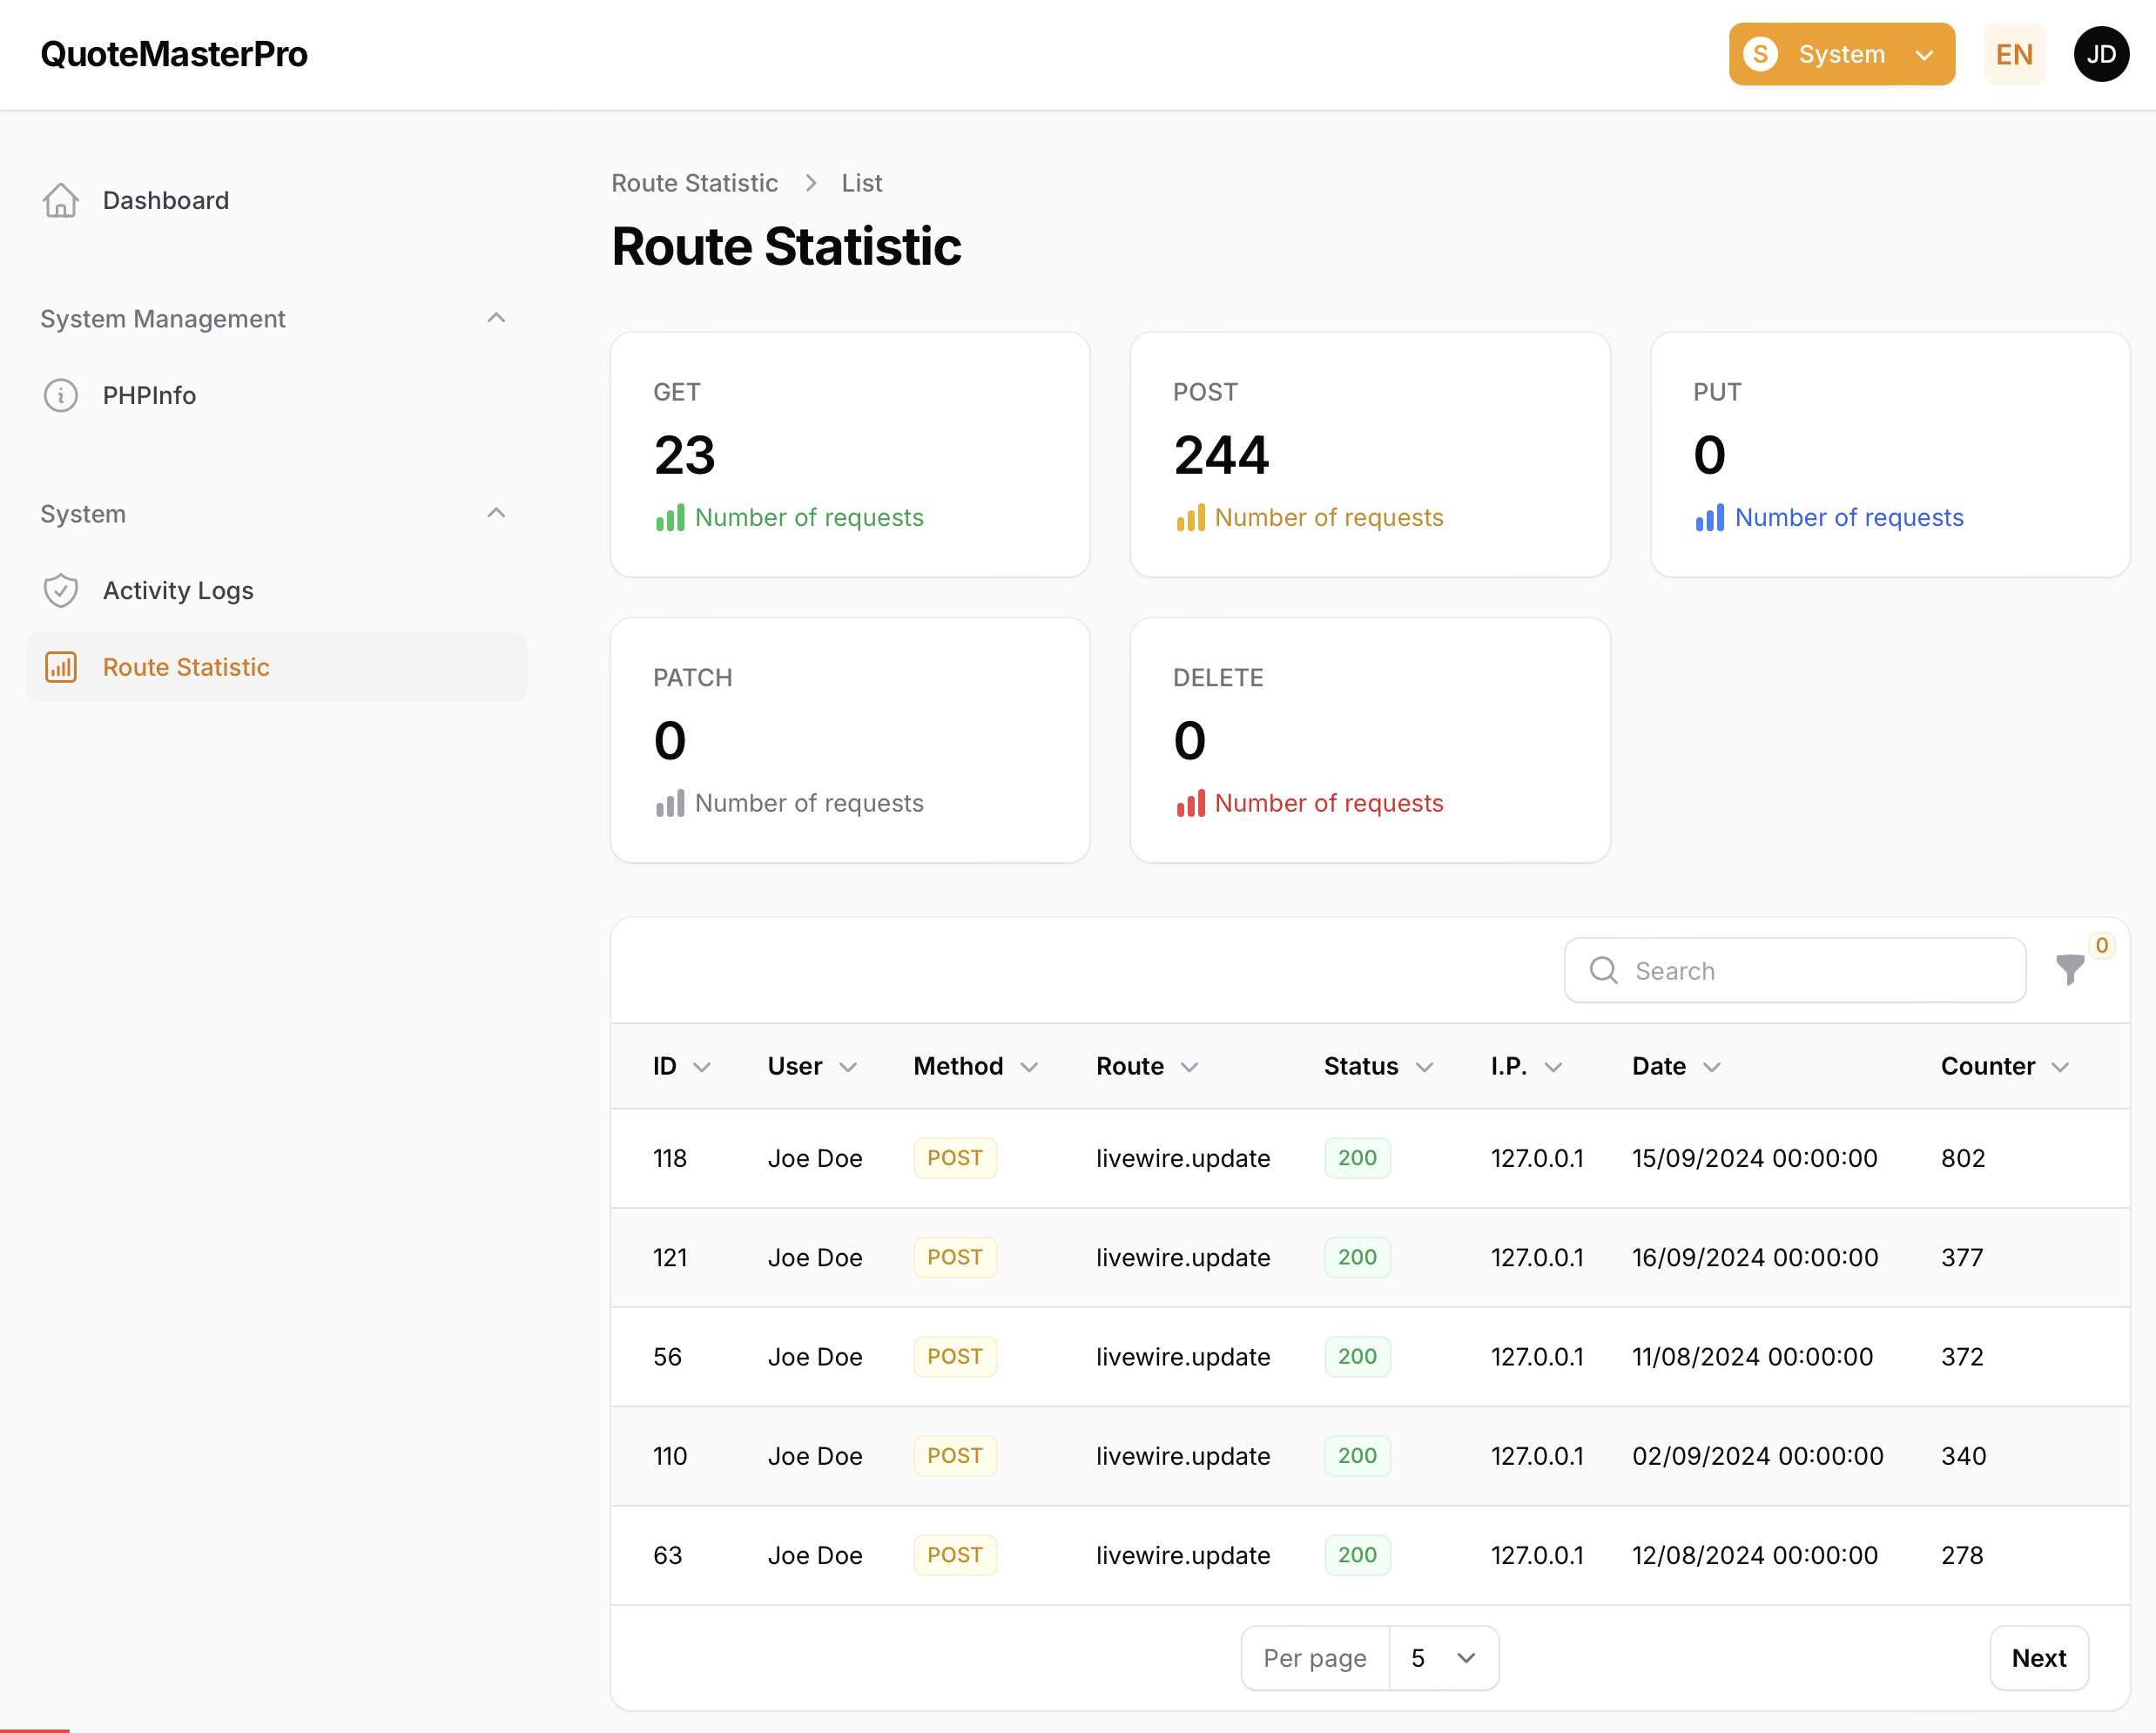 QuoteMasterPro
S System EN JD
Dashboard
System Management
PHPInfo
System
Activity Logs
Route Statistic
Route Statistic > List
Route Statistic
GET
23
Number of requests
POST
244
Number of requests
PUT
0
Number of requests
PATCH
0
Number of requests
DELETE
0
Number of requests
Search 0
ID User Method Route Status I.P. Date Counter
118 Joe Doe POST livewire.update 200 127.0.0.1 15/09/2024 00:00:00 802
121 Joe Doe POST livewire.update 200 127.0.0.1 16/09/2024 00:00:00 377
56 Joe Doe POST livewire.update 200 127.0.0.1 11/08/2024 00:00:00 372
110 Joe Doe POST livewire.update 200 127.0.0.1 02/09/2024 00:00:00 340
63 Joe Doe POST livewire.update 200 127.0.0.1 12/08/2024 00:00:00 278
Per page 5 Next